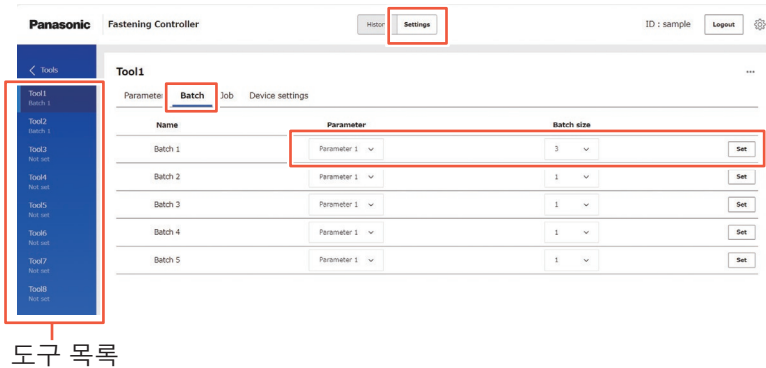 Panasonic Fastening Controller Histor Settings ID : sample Logout
Tools
Tool1
Batch 1
Tool2
Batch 1
Tool3
Not set
Tool4
Not set
Tool5
Not set
Tool6
Not set
Tool7
Not set
Tool8
Not set
Tool1 ...
Paramete Batch Job Device settings
Name Parameter Batch size
Batch 1 Parameter 1 3 Set
Batch 2 Parameter 1 1 Set
Batch 3 Parameter 1 1 Set
Batch 4 Parameter 1 1 Set
Batch 5 Parameter 1 1 Set
도구 목록